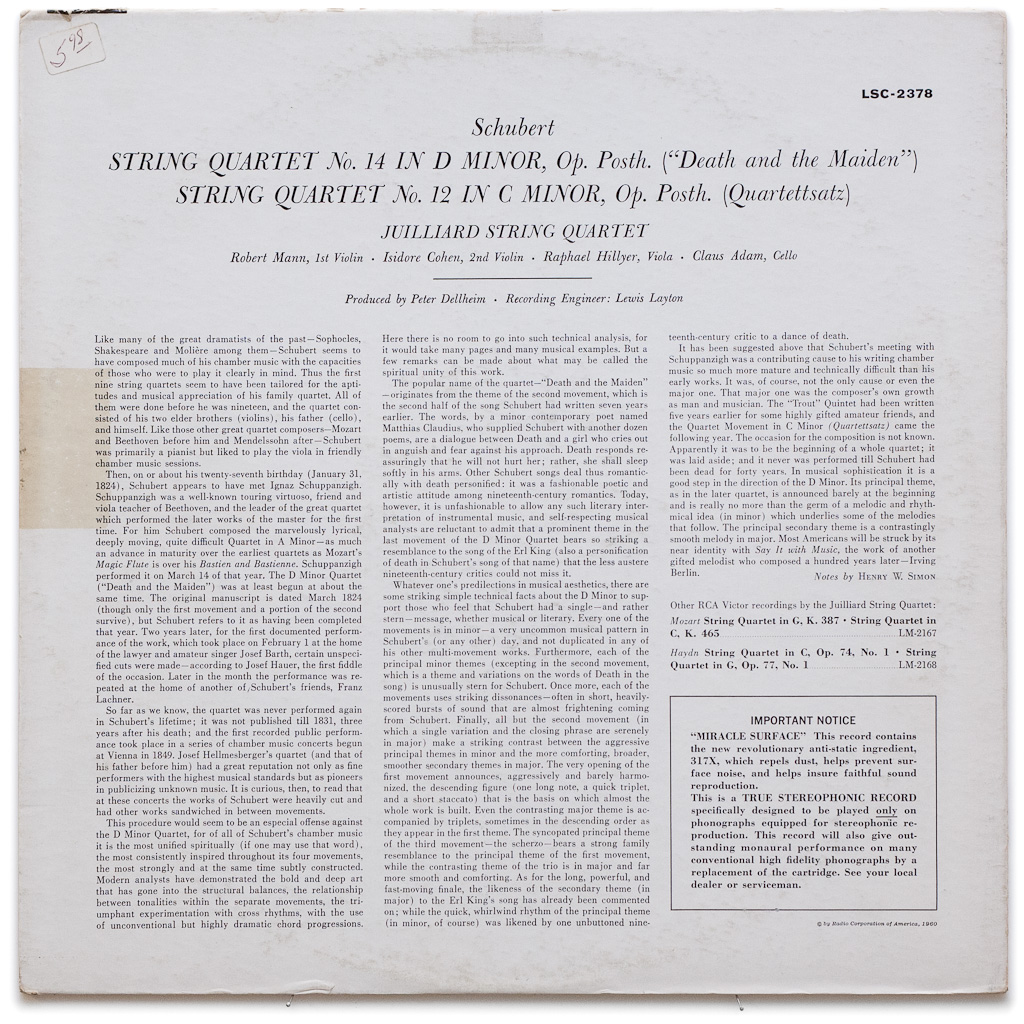 5 98
LSC-2378
Schubert
STRING QUARTET No. 14 IN D MINOR, Op. Posth. (“Death and the Maiden”)
STRING QUARTET No. 12 IN C MINOR, Op. Posth. (Quartettsatz)
JUILLIARD STRING QUARTET
Robert Mann, 1st Violin • Isidore Cohen, 2nd Violin • Raphael Hillyer, Viola • Claus Adam, Cello
Produced by Peter Dellheim • Recording Engineer: Lewis Layton
Like many of the great dramatists of the past—Sophocles,
Shakespeare and Molière among them—Schubert seems to
have composed much of his chamber music with the capacities
of those who were to play it clearly in mind. Thus the first
nine string quartets seem to have been tailored for the apti-
tudes and musical appreciation of his family quartet. All of
them were done before he was nineteen, and the quartet con-
sisted of his two elder brothers (violins), his father (cello),
and himself. Like those other great quartet composers—Mozart
and Beethoven before him and Mendelssohn after—Schubert
was primarily a pianist but liked to play the viola in friendly
chamber music sessions.
Then, on or about his twenty-seventh birthday (January 31,
1824), Schubert appears to have met Ignaz Schuppanzigh.
Schuppanzigh was a well-known touring virtuoso, friend and
viola teacher of Beethoven, and the leader of the great quartet
which performed the later works of the master for the first
time. For him Schubert composed the marvelously lyrical,
deeply moving, quite difficult Quartet in A Minor—as much
an advance in maturity over the earliest quartets as Mozart's
Magic Flute is over his Bastien and Bastienne. Schuppanzigh
performed it on March 14 of that year. The D Minor Quartet
(“Death and the Maiden”) was at least begun at about the
same time. The original manuscript is dated March 1824
(though only the first movement and a portion of the second
survive), but Schubert refers to it as having been completed
that year. Two years later, for the first documented perform-
ance of the work, which took place on February 1 at the home
of the lawyer and amateur singer Josef Barth, certain unspeci-
fied cuts were made—according to Josef Hauer, the first fiddle
of the occasion. Later in the month the performance was re-
peated at the home of another of Schubert's friends, Franz
Lachner.
So far as we know, the quartet was never performed again
in Schubert's lifetime; it was not published till 1831, three
years after his death; and the first recorded public perform-
ance took place in a series of chamber music concerts begun
at Vienna in 1849. Josef Hellmesberger's quartet (and that of
his father before him) had a great reputation not only as fine
performers with the highest musical standards but as pioneers
in publicizing unknown music. It is curious, then, to read that
at these concerts the works of Schubert were heavily cut and
had other works sandwiched in between movements.
This procedure would seem to be an especial offense against
the D Minor Quartet, for of all of Schubert's chamber music
it is the most unified spiritually (if one may use that word),
the most consistently inspired throughout its four movements,
the most strongly and at the same time subtly constructed.
Modern analysts have demonstrated the bold and deep art
that has gone into the structural balances, the relationship
between tonalities within the separate movements, the tri-
umphant experimentation with cross rhythms, with the use
of unconventional but highly dramatic chord progressions.
Here there is no room to go into such technical analysis, for
it would take many pages and many musical examples. But a
few remarks can be made about what may be called the
spiritual unity of this work.
The popular name of the quartet—“Death and the Maiden”
—originates from the theme of the second movement, which is
the second half of the song Schubert had written seven years
earlier. The words, by a minor contemporary poet named
Matthias Claudius, who supplied Schubert with another dozen
poems, are a dialogue between Death and a girl who cries out
in anguish and fear against his approach. Death responds re-
assuringly that he will not hurt her; rather, she shall sleep
softly in his arms. Other Schubert songs deal thus romantic-
ally with death personified: it was a fashionable poetic and
artistic attitude among nineteenth-century romantics. Today,
however, it is unfashionable to allow any such literary inter-
pretation of instrumental music, and self-respecting musical
analysts are reluctant to admit that a prominent theme in the
last movement of the D Minor Quartet bears so striking a
resemblance to the song of the Erl King (also a personification
of death in Schubert's song of that name) that the less austere
nineteenth-century critics could not miss it.
Whatever one's predilections in musical aesthetics, there are
some striking simple technical facts about the D Minor to sup-
port those who feel that Schubert had a single—and rather
stern—message, whether musical or literary. Every one of the
movements is in minor—a very uncommon musical pattern in
Schubert's (or any other) day, and not duplicated in any of
his other multi-movement works. Furthermore, each of the
principal minor themes (excepting in the second movement,
which is a theme and variations on the words of Death in the
song) is unusually stern for Schubert. Once more, each of the
movements uses striking dissonances—often in short, heavily-
scored bursts of sound that are almost frightening coming
from Schubert. Finally, all but the second movement (in
which a single variation and the closing phrase are serenely
in major) make a striking contrast between the aggressive
principal themes in minor and the more comforting, broader,
smoother secondary themes in major. The very opening of the
first movement announces, aggressively and barely harmo-
nized, the descending figure (one long note, a quick triplet,
and a short staccato) that is the basis on which almost the
whole work is built. Even the contrasting major theme is ac-
companied by triplets, sometimes in the descending order as
they appear in the first theme. The syncopated principal theme
of the third movement—the scherzo—bears a strong family
resemblance to the principal theme of the first movement,
while the contrasting theme of the trio is in major and far
more smooth and comforting. As for the long, powerful, and
fast-moving finale, the likeness of the secondary theme (in
major) to the Erl King's song has already been commented
on; while the quick, whirlwind rhythm of the principal theme
(in minor, of course) was likened by one unbuttoned nine-
teenth-century critic to a dance of death.
It has been suggested above that Schubert's meeting with
Schuppanzigh was a contributing cause to his writing chamber
music so much more mature and technically difficult than his
early works. It was, of course, not the only cause or even the
major one. That major one was the composer's own growth
as man and musician. The “Trout” Quintet had been written
five years earlier for some highly gifted amateur friends, and
the Quartet Movement in C Minor (Quartettsatz) came the
following year. The occasion for the composition is not known.
Apparently it was to be the beginning of a whole quartet; it
was laid aside; and it never was performed till Schubert had
been dead for forty years. In musical sophistication it is a
good step in the direction of the D Minor. Its principal theme,
as in the later quartet, is announced barely at the beginning
and is really no more than the germ of a melodic and rhyth-
mical idea (in minor) which underlies some of the melodies
that follow. The principal secondary theme is a contrastingly
smooth melody in major. Most Americans will be struck by its
near identity with Say It with Music, the work of another
gifted melodist who composed a hundred years later—Irving
Berlin.
Notes by HENRY W. SIMON
Other RCA Victor recordings by the Juilliard String Quartet:
Mozart String Quartet in G, K. 387 • String Quartet in
C, K. 465 LM-2167
Haydn String Quartet in C, Op. 74, No. 1 • String
Quartet in G, Op. 77, No. 1 LM-2168
IMPORTANT NOTICE
“MIRACLE SURFACE” This record contains
the new revolutionary anti-static ingredient,
317X, which repels dust, helps prevent sur-
face noise, and helps insure faithful sound
reproduction.
This is a TRUE STEREOPHONIC RECORD
specifically designed to be played only on
phonographs equipped for stereophonic re-
production. This record will also give out-
standing monaural performance on many
conventional high fidelity phonographs by a
replacement of the cartridge. See your local
dealer or serviceman.
© by Radio Corporation of America, 1960